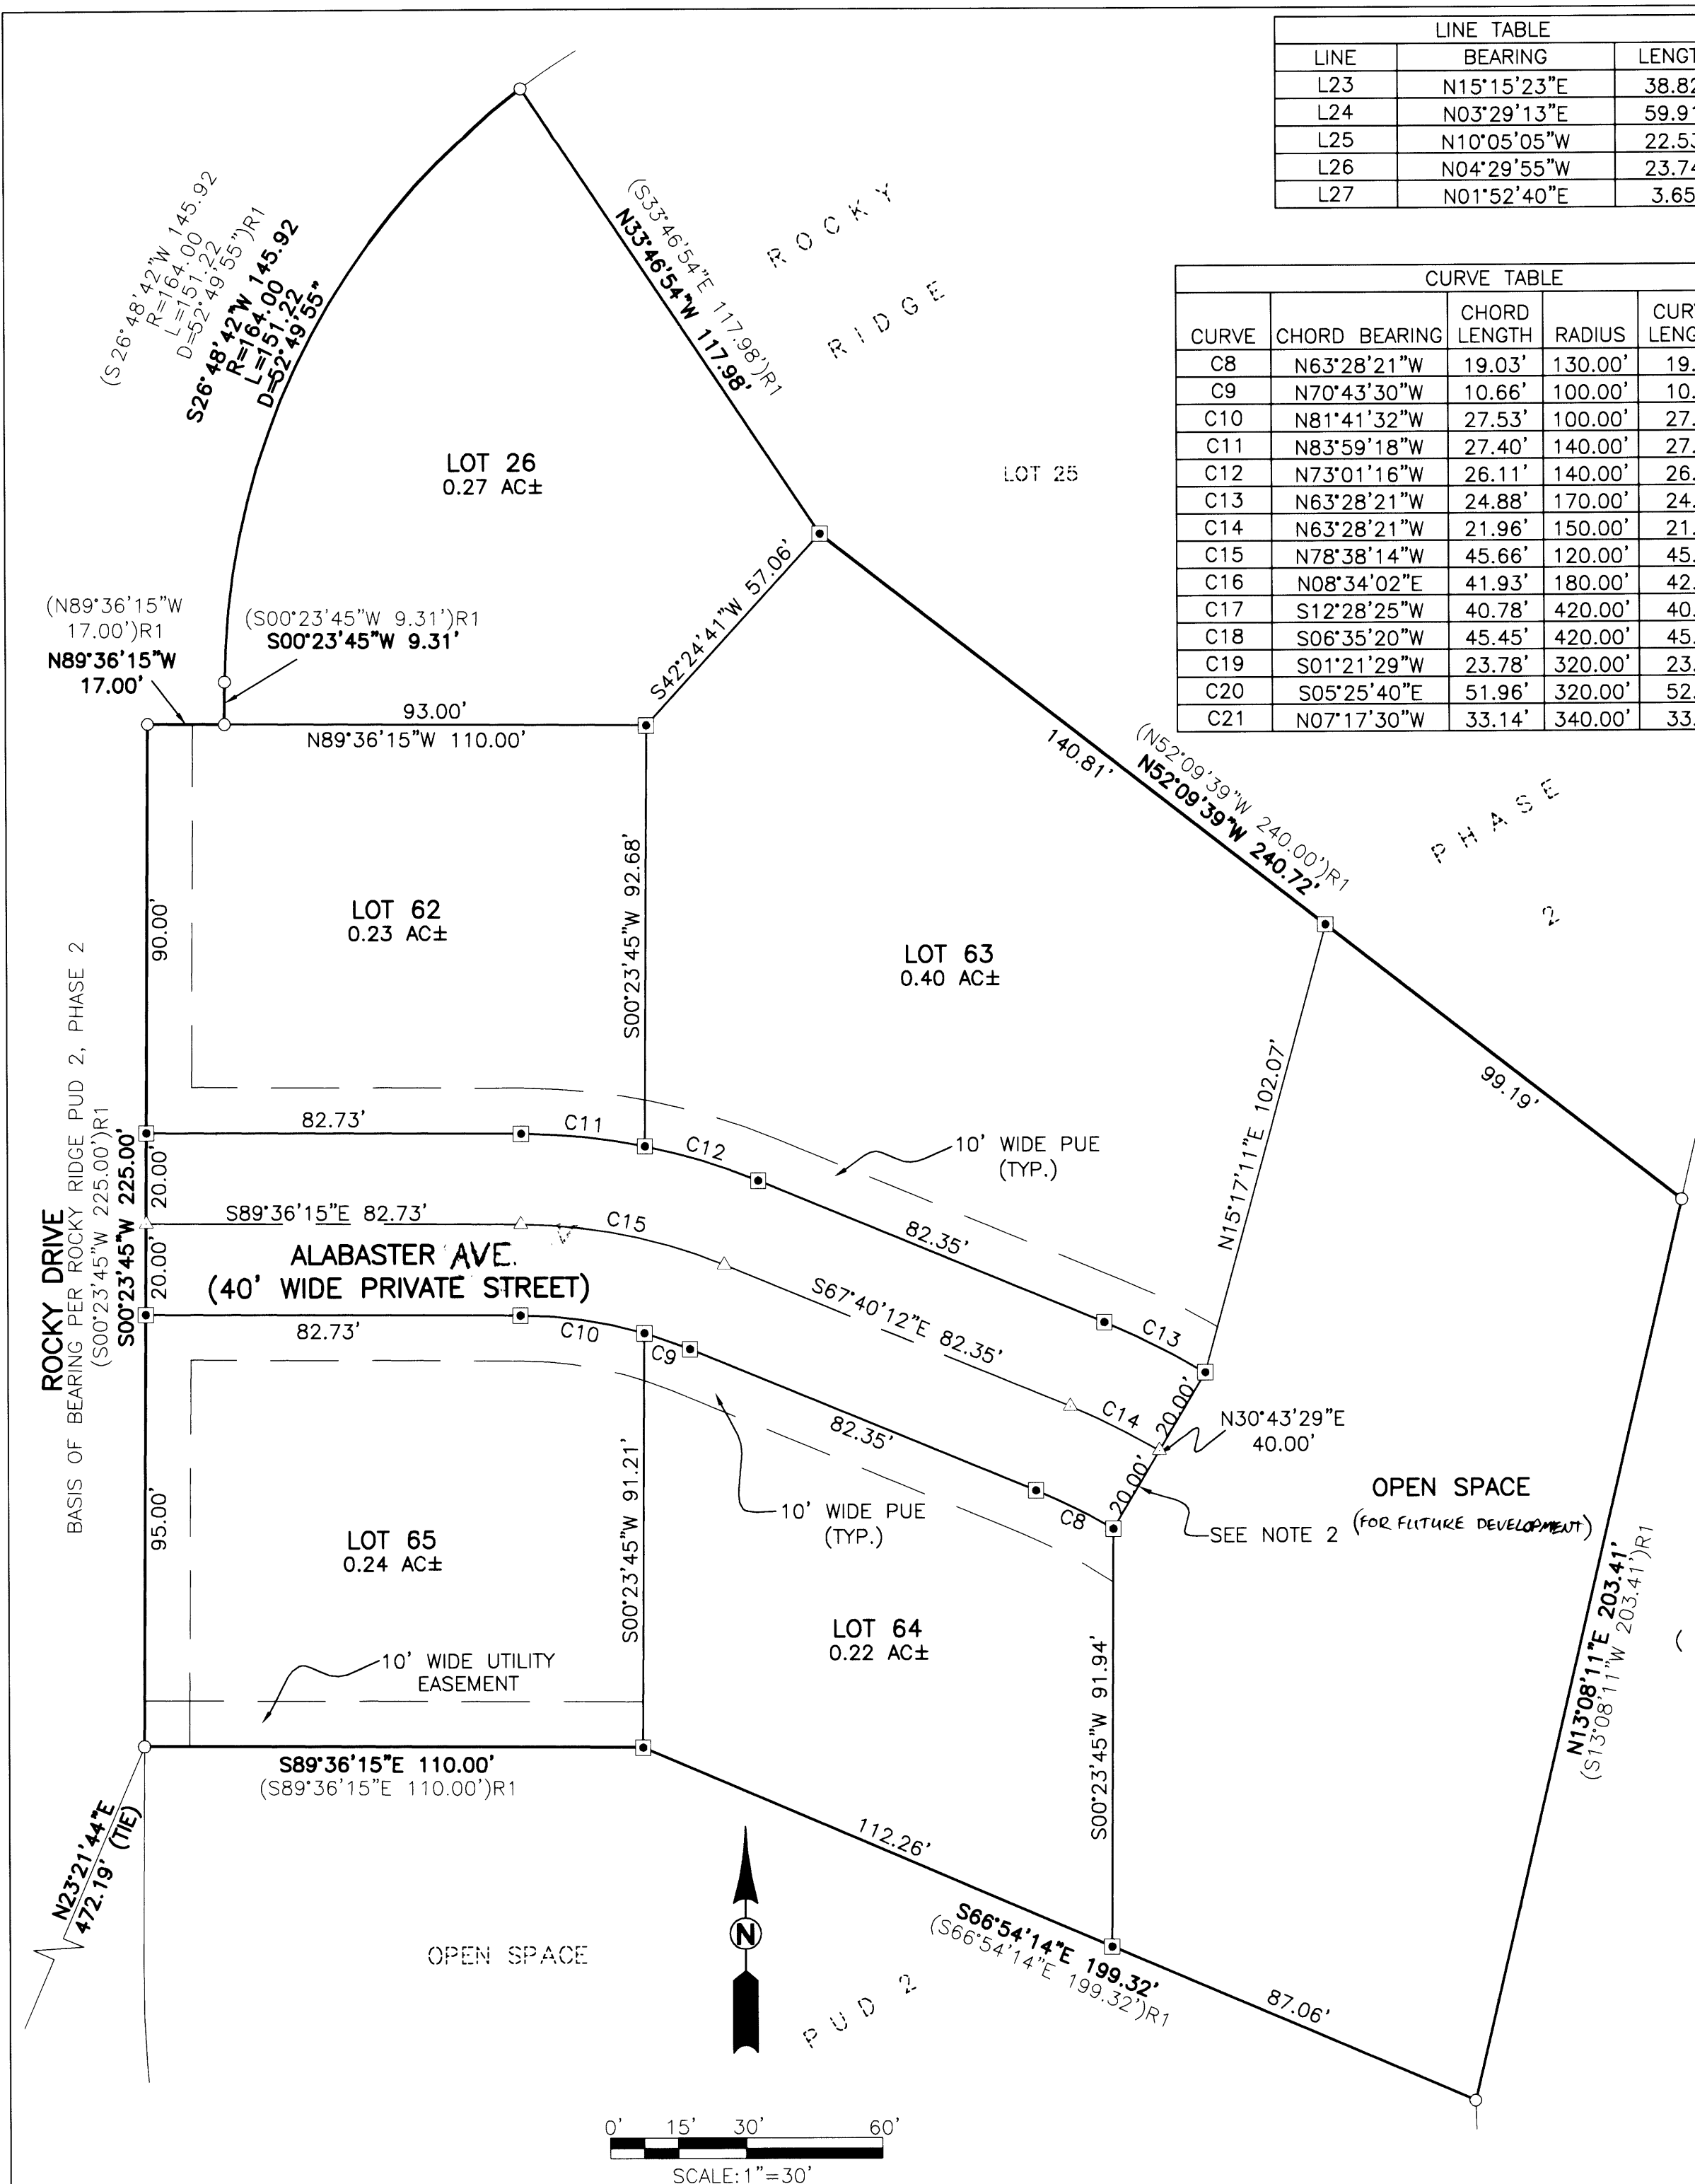 LINE TABLE
LINE BEARING
L23 N15°15'23"E 38.82
L24 N03°29'13"E 59.91
L25 N10°05'05"W 22.53
L26 N04°29'55"W 23.74
L27 N01°52'40"E 3.65
CURVE TABLE
CURVE CHORD BEARING CHORD LENGTH RADIUS
C8 N63°28'21"W 19.03' 130.00' 19.
C9 N70°43'30"W 10.66' 100.00' 10.
C10 N81°41'32"W 27.53' 100.00' 27.
C11 N83°59'18"W 27.40' 140.00' 27.
C12 N73°01'16"W 26.11' 140.00' 26.
C13 N63°28'21"W 24.88' 170.00' 24.
C14 N63°28'21"W 21.96' 150.00' 21.
C15 N78°38'14"W 45.66' 120.00' 45.
C16 N08°34'02"E 41.93' 180.00' 42.
C17 S12°28'25"W 40.78' 420.00' 40.
C18 S06°35'20"W 45.45' 420.00' 45.
C19 S01°21'29"W 23.78' 320.00' 23.
C20 S05°25'40"E 51.96' 320.00' 52.
C21 N07°17'30"W 33.14' 340.00' 33.
(S26°48'42"W 145.92
R=164.00
L=151.22
D=52°49'55")R1
S26°48'42"W 145.92
R=164.00
L=151.22
D=52°49'55"
(S33°46'54"E 117.98')R1
N33°46'54"W 117.98'
ROCKY
RIDGE
LOT 26
0.27 AC±
LOT 25
S42°24'41"W 57.06'
(N89°36'15"W
17.00')R1
N89°36'15"W
17.00'
(S00°23'45"W 9.31')R1
S00°23'45"W 9.31'
93.00'
N89°36'15"W 110.00'
140.81'
(N52°09'39"W 240.00')R1
N52°09'39"W 240.72'
PHASE
2
90.00'
LOT 62
0.23 AC±
S00°23'45"W 92.68'
LOT 63
0.40 AC±
N15°17'11"E 102.07'
99.19'
ROCKY DRIVE
BASIS OF BEARING PER ROCKY RIDGE PUD 2, PHASE 2
(S00°23'45"W 225.00')R1
S00°23'45"W 225.00'
82.73'
C11
C12
10' WIDE PUE
(TYP.)
20.00'
S89°36'15"E 82.73'
C15
82.35'
ALABASTER AVE.
(40' WIDE PRIVATE STREET)
20.00'
S67°40'12"E 82.35'
C13
82.73'
C10
C9
82.35'
C14
20.00'
N30°43'29"E
40.00'
20.00'
C8
10' WIDE PUE
(TYP.)
SEE NOTE 2
OPEN SPACE
(FOR FUTURE DEVELOPMENT)
95.00'
LOT 65
0.24 AC±
S00°23'45"W 91.21'
LOT 64
0.22 AC±
S00°23'45"W 91.94'
N13°08'11"E 203.41'
(S13°08'11"W 203.41')R1
(
10' WIDE UTILITY
EASEMENT
S89°36'15"E 110.00'
(S89°36'15"E 110.00')R1
N23°21'44"E
472.19' (TIE)
112.26'
S66°54'14"E 199.32'
(S66°54'14"E 199.32')R1
87.06'
OPEN SPACE
N
PUD 2
0' 15' 30' 60'
SCALE: 1"=30'